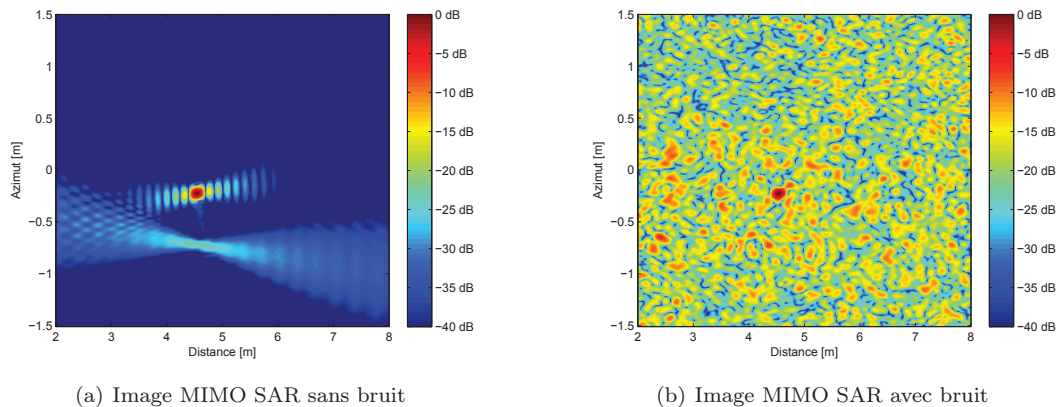 1.5
1
0.5
0
−0.5
−1
−1.5
Azimut [m]
2 3 4 5 6 7 8
Distance [m]
0 dB
−5 dB
−10 dB
−15 dB
−20 dB
−25 dB
−30 dB
−35 dB
−40 dB
(a) Image MIMO SAR sans bruit
1.5
1
0.5
0
−0.5
−1
−1.5
Azimut [m]
2 3 4 5 6 7 8
Distance [m]
0 dB
−5 dB
−10 dB
−15 dB
−20 dB
−25 dB
−30 dB
−35 dB
−40 dB
(b) Image MIMO SAR avec bruit